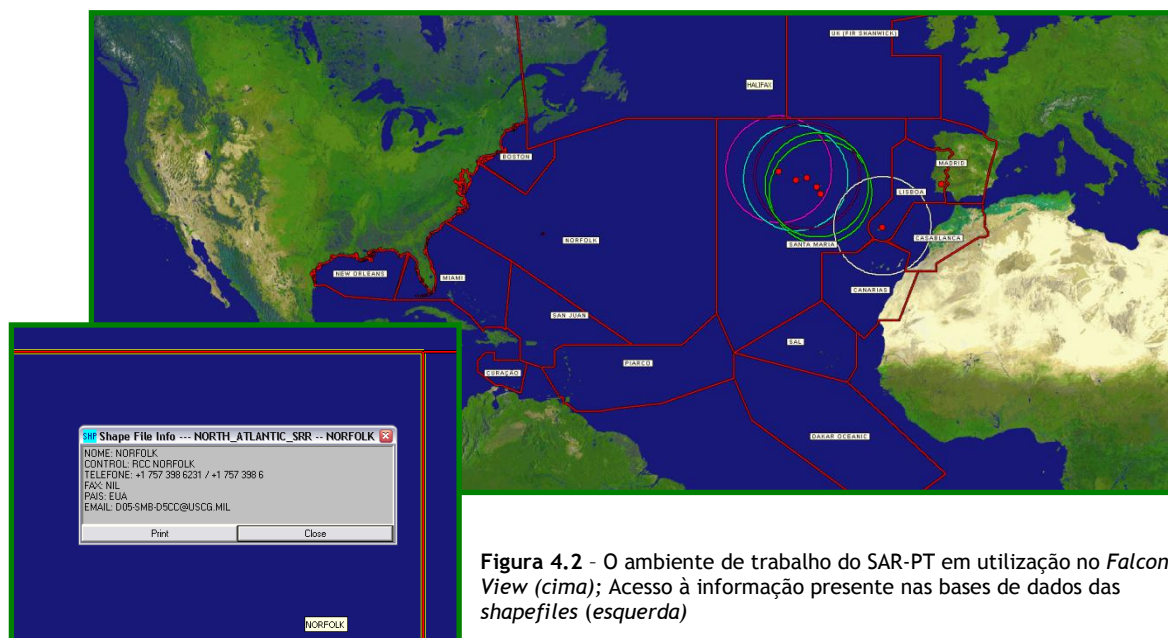 UK (FIR SHANWICK)
HALIFAX
BOSTON
MADRID
LISBOA
NORFOLK
SANTA MARIA
CASABLANCA
NEW ORLEANS
MIAMI
CANARIAS
SAN JUAN
SAL
PIARCO
CURAÇAO
DAKAR OCEANIC
SHP Shape File Info --- NORTH_ATLANTIC_SRR -- NORFOLK
NOME: NORFOLK
CONTROL: RCC NORFOLK
TELEFONE: +1 757 398 6231 / +1 757 398 6
FAX: NIL
PAIS: EUA
EMAIL: D05-SMB-D5CC@USCG.MIL
Print
Close
NORFOLK
Figura 4.2 - O ambiente de trabalho do SAR-PT em utilização no Falcon
View (cima); Acesso à informação presente nas bases de dados das
shapefiles (esquerda)